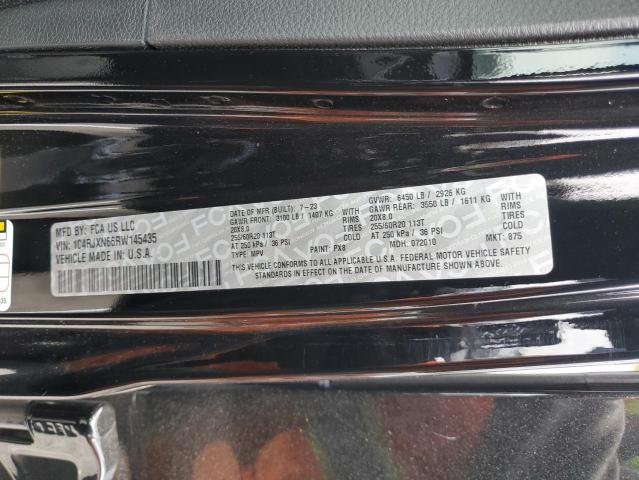 MFD BY: FCA US LLC
VIN: 1C4RJXN66RW145435
VEHICLE MADE IN: U.S.A.
DATE OF MFR (BUILT): 7-23
GAWR FRONT: 3100 LB / 1407 KG
20X8.0 RIMS
255/60R20 113T TIRES
AT 250 kPa / 36 PSI COLD
TYPE: MPV PAINT: PX8
GVWR: 6450 LB / 2926 KG
GAWR REAR: 3550 LB / 1611 KG
20X8.0 RIMS
255/60R20 113T TIRES
AT 250 kPa / 36 PSI COLD
MDH: 072010 MKT: 875
THIS VEHICLE CONFORMS TO ALL APPLICABLE U.S.A. FEDERAL MOTOR VEHICLE SAFETY
STANDARDS IN EFFECT ON THE DATE OF MANUFACTURE SHOWN ABOVE.